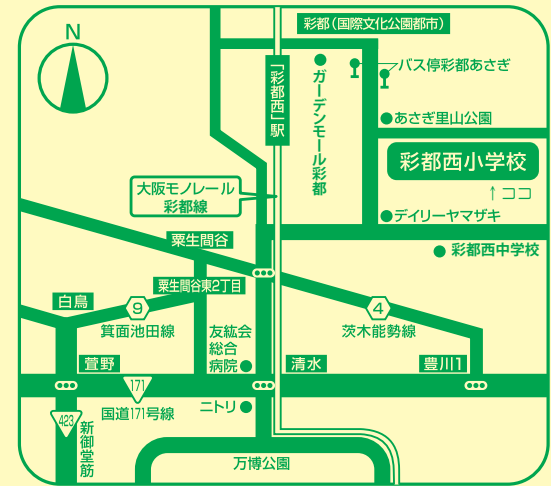 N
彩都(国際文化公園都市)
バス停彩都あさぎ
「彩都西」駅
ガーデンモール彩都
あさぎ里山公園
彩都西小学校
↑ココ
大阪モノレール
彩都線
デイリーヤマザキ
粟生間谷
彩都西中学校
粟生間谷東2丁目
白鳥
9
箕面池田線
4
茨木能勢線
友紘会
総合
病院
萱野
清水
豊川1
171
国道171号線
ニトリ
423
新御堂筋
万博公園